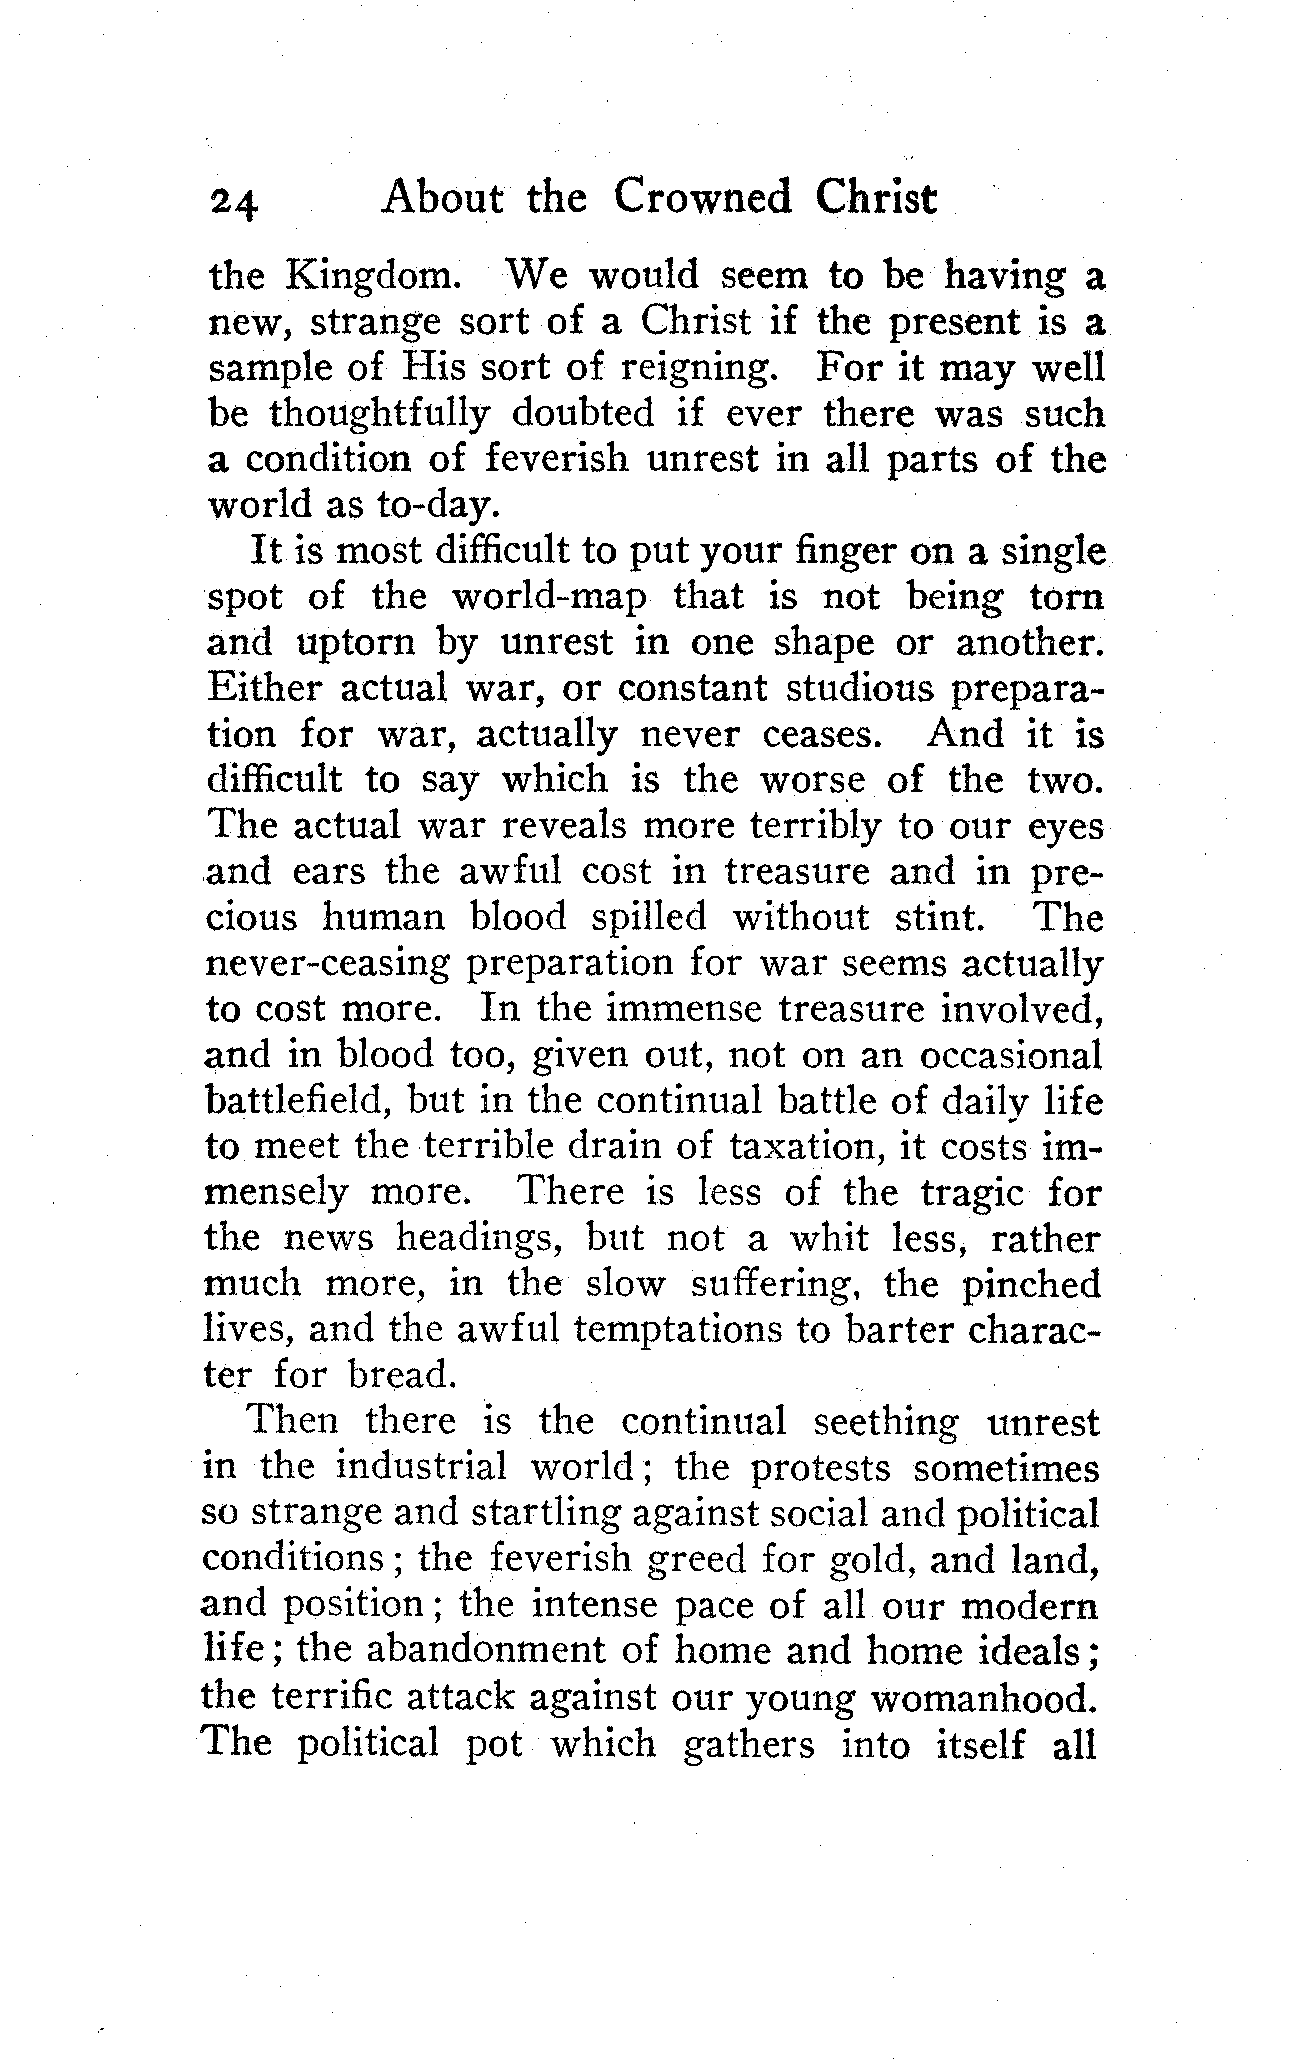 24 About the Crowned Christ
the Kingdom. We would seem to be having a
new, strange sort of a Christ if the present is a
sample of His sort of reigning. For it may well
be thoughtfully doubted if ever there was such
a condition of feverish unrest in all parts of the
world as to-day.
It is most difficult to put your finger on a single
spot of the world-map that is not being torn
and uptorn by unrest in one shape or another.
Either actual war, or constant studious prepara-
tion for war, actually never ceases. And it is
difficult to say which is the worse of the two.
The actual war reveals more terribly to our eyes
and ears the awful cost in treasure and in pre-
cious human blood spilled without stint. The
never-ceasing preparation for war seems actually
to cost more. In the immense treasure involved,
and in blood too, given out, not on an occasional
battlefield, but in the continual battle of daily life
to meet the terrible drain of taxation, it costs im-
mensely more. There is less of the tragic for
the news headings, but not a whit less, rather
much more, in the slow suffering, the pinched
lives, and the awful temptations to barter charac-
ter for bread.
Then there is the continual seething unrest
in the industrial world; the protests sometimes
so strange and startling against social and political
conditions; the feverish greed for gold, and land,
and position; the intense pace of all our modern
life; the abandonment of home and home ideals;
the terrific attack against our young womanhood.
The political pot which gathers into itself all